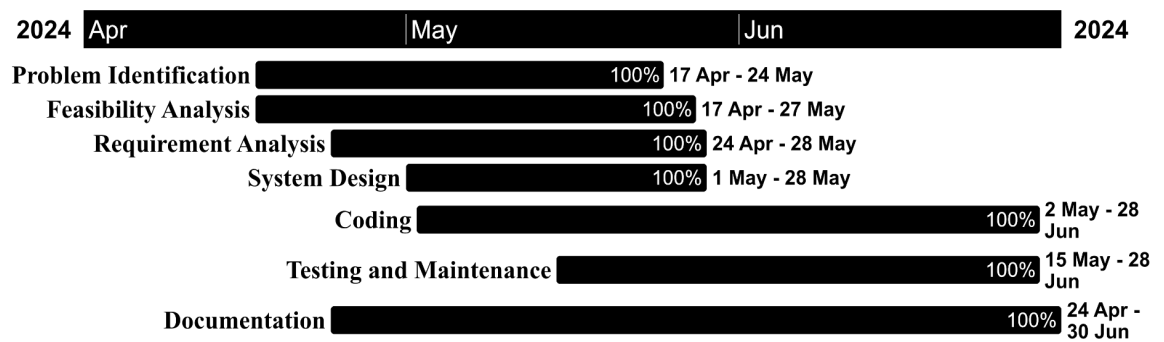 2024 Apr May Jun 2024
Problem Identification 100% 17 Apr - 24 May
Feasibility Analysis 100% 17 Apr - 27 May
Requirement Analysis 100% 24 Apr - 28 May
System Design 100% 1 May - 28 May
Coding 100% 2 May - 28
Jun
Testing and Maintenance 100% 15 May - 28
Jun
Documentation 100% 24 Apr -
30 Jun